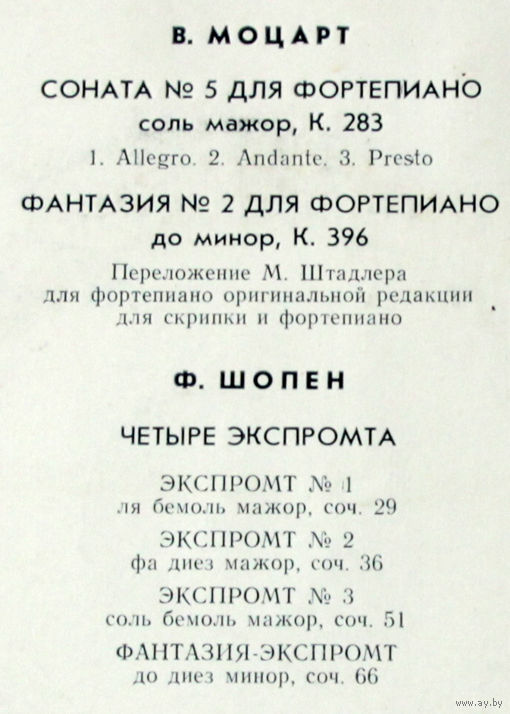 В. МОЦАРТ
СОНАТА № 5 ДЛЯ ФОРТЕПИАНО
соль мажор, К. 283
1. Allegro. 2. Andante. 3. Presto
ФАНТАЗИЯ № 2 ДЛЯ ФОРТЕПИАНО
до минор, К. 396
Переложение М. Штадлера
для фортепиано оригинальной редакции
для скрипки и фортепиано
Ф. ШОПЕН
ЧЕТЫРЕ ЭКСПРОМТА
ЭКСПРОМТ № 1
ля бемоль мажор, соч. 29
ЭКСПРОМТ № 2
фа диез мажор, соч. 36
ЭКСПРОМТ № 3
соль бемоль мажор, соч. 51
ФАНТАЗИЯ-ЭКСПРОМТ
до диез минор, соч. 66
www.ay.by